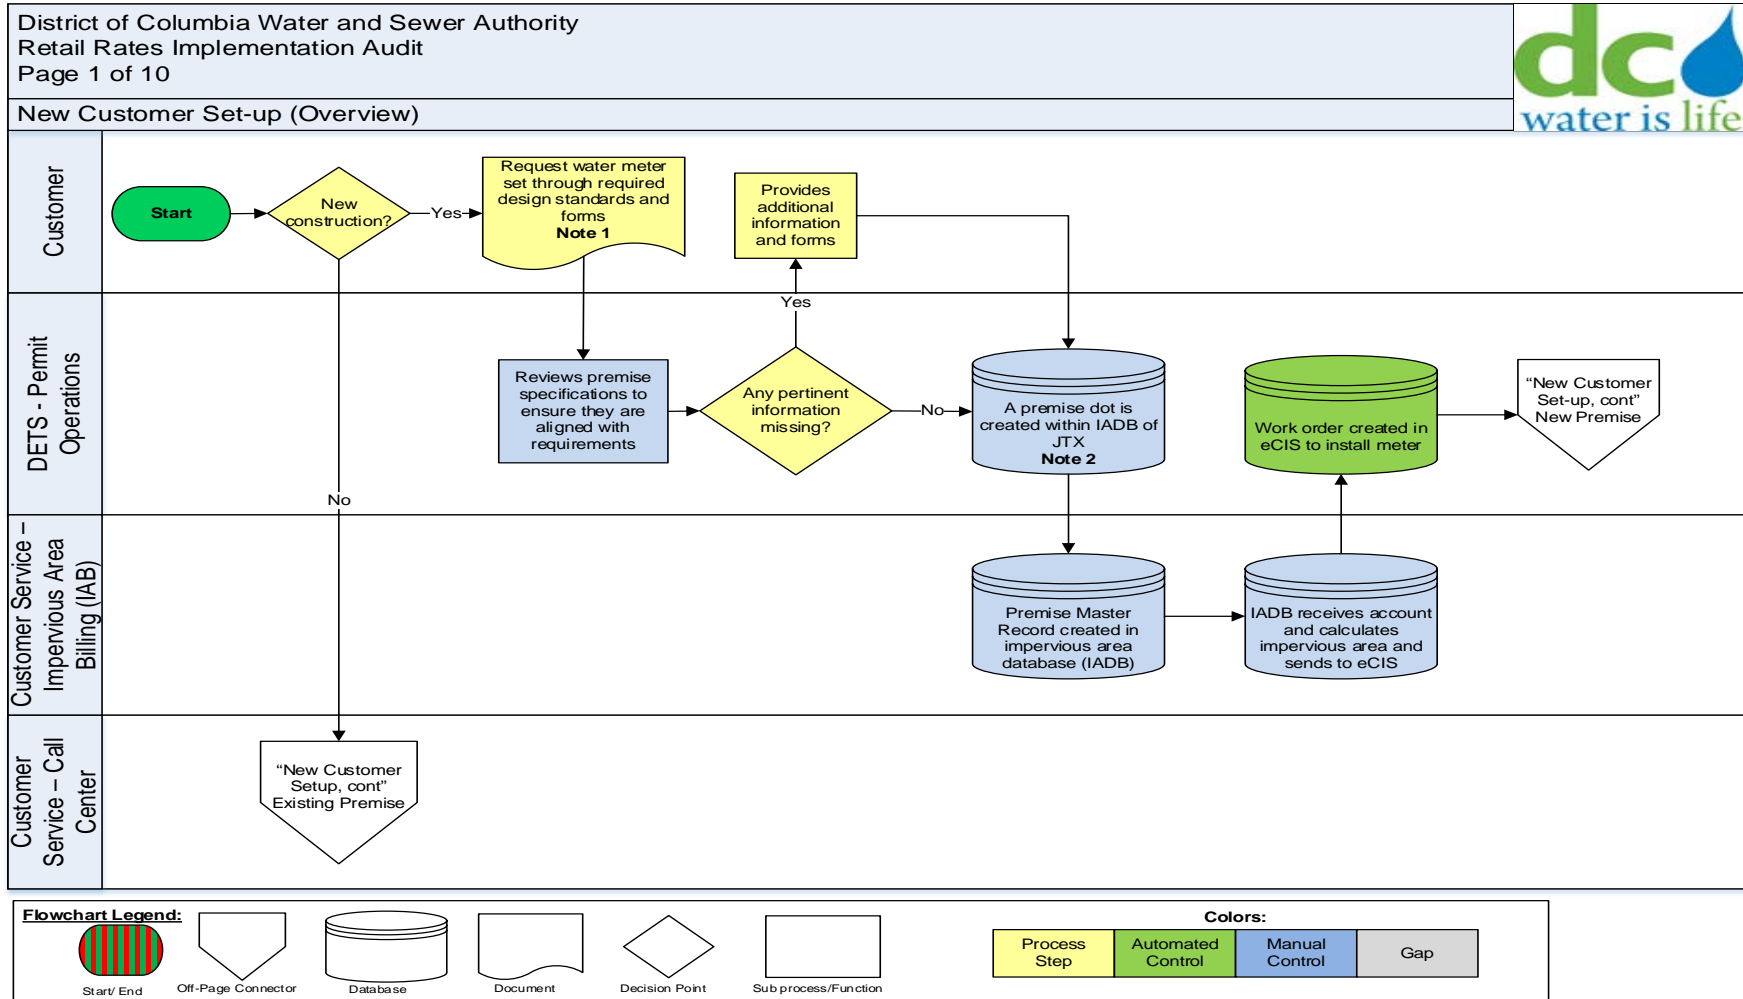 District of Columbia Water and Sewer Authority
Retail Rates Implementation Audit
Page 1 of 10
dc
water is life
New Customer Set-up (Overview)
Customer
Start
New
construction?
Yes
Request water meter
set through required
design standards and
forms
Note 1
Provides
additional
information
and forms
DETS - Permit
Operations
Yes
Reviews premise
specifications to
ensure they are
aligned with
requirements
Any pertinent
information
missing?
No
A premise dot is
created within IADB of
JTX
Note 2
Work order created in
eCIS to install meter
“New Customer
Set-up, cont”
New Premise
No
Customer Service –
Impervious Area
Billing (IAB)
Premise Master
Record created in
impervious area
database (IADB)
IADB receives account
and calculates
impervious area and
sends to eCIS
Customer
Service – Call
Center
“New Customer
Setup, cont”
Existing Premise
Flowchart Legend:
Start/ End
Off-Page Connector
Database
Document
Decision Point
Sub process/Function
Colors:
Process
Step
Automated
Control
Manual
Control
Gap